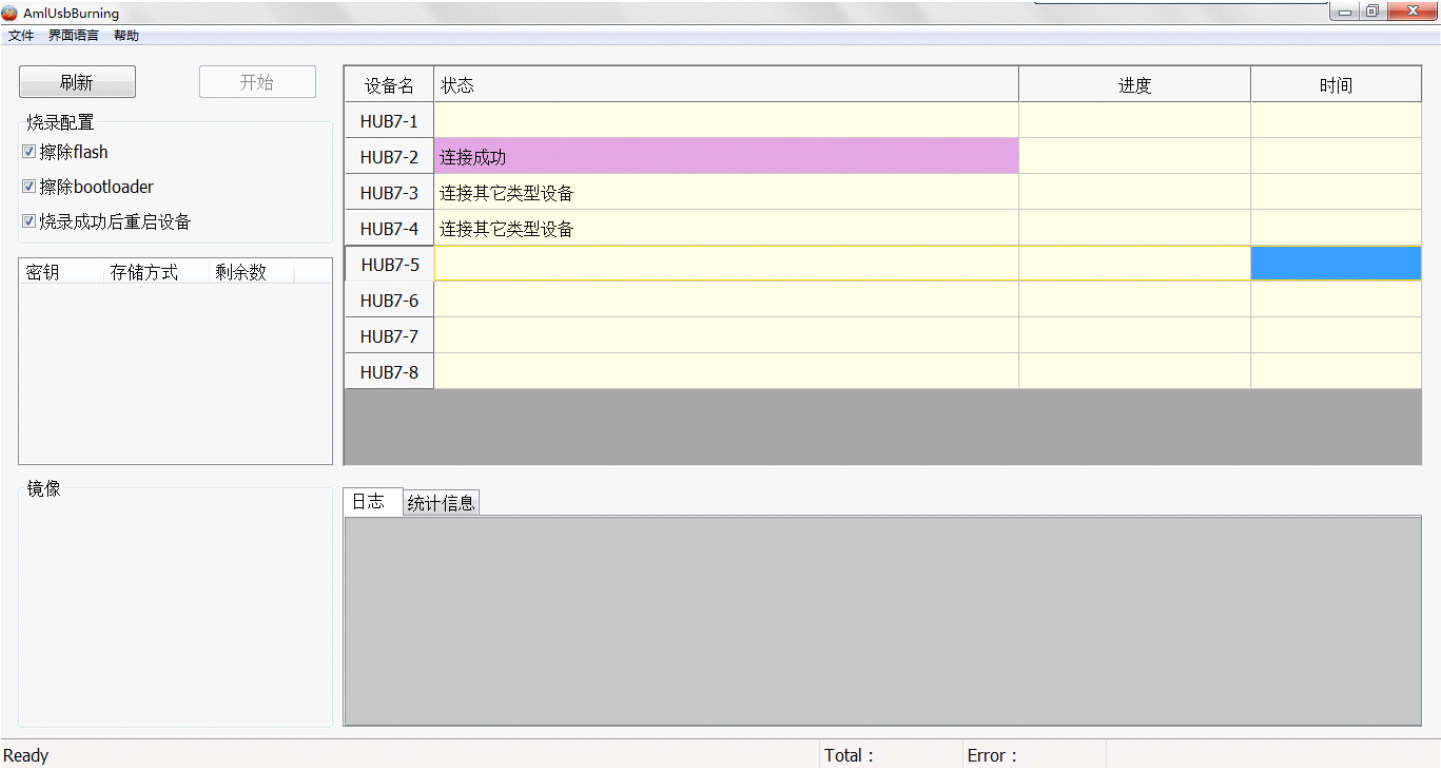 AmlUsbBurning
文件 界面语言 帮助
刷新 开始
烧录配置
擦除flash
擦除bootloader
烧录成功后重启设备
密钥 存储方式 剩余数
镜像
设备名 状态 进度 时间
HUB7-1
HUB7-2 连接成功
HUB7-3 连接其它类型设备
HUB7-4 连接其它类型设备
HUB7-5
HUB7-6
HUB7-7
HUB7-8
日志 统计信息
Ready Total : Error :